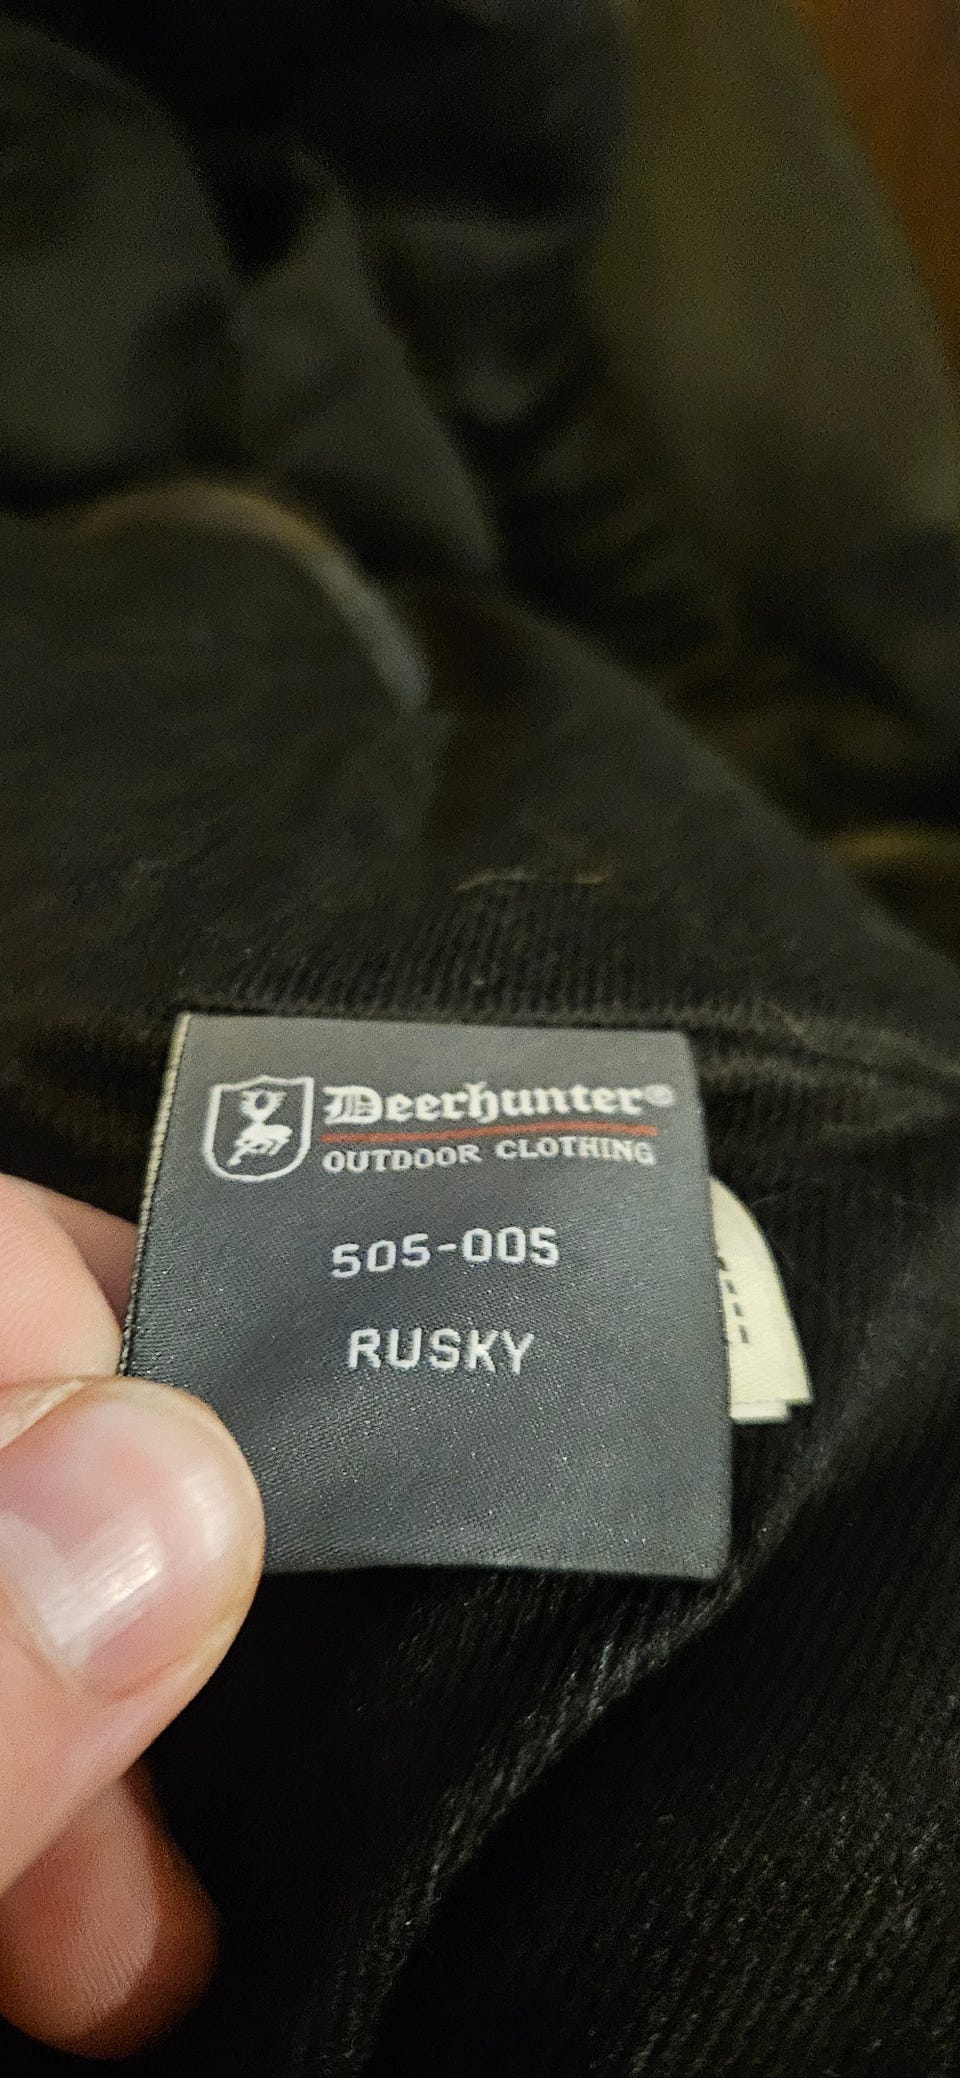 Deerhunter®
OUTDOOR CLOTHING
505-005
RUSKY